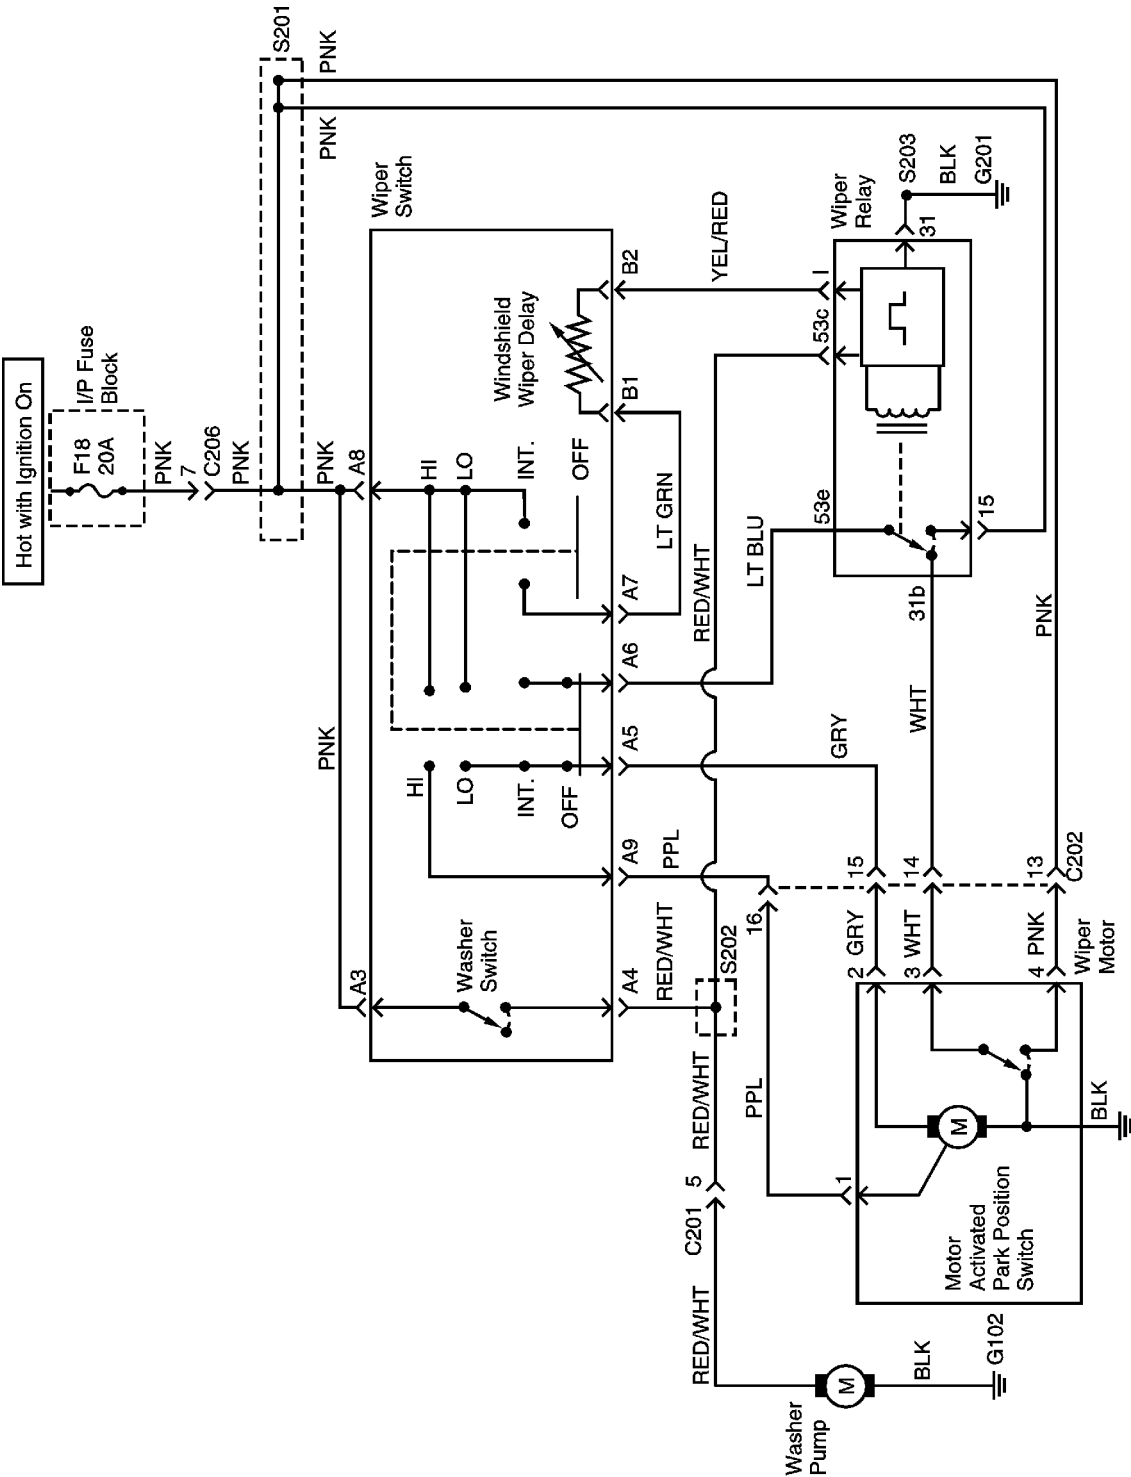 Hot with Ignition On
I/P Fuse
Block
F18
20A
PNK
7
C206
PNK
S201
PNK
PNK
PNK
A8
Wiper
Switch
HI
LO
INT.
OFF
Windshield
Wiper Delay
B2
B1
YEL/RED
LT GRN
A7
A6
A5
A9
A4
A3
PNK
HI
LO
INT.
OFF
Washer
Switch
RED/WHT
LT BLU
GRY
PPL
RED/WHT
S202
Wiper
Relay
I
53c
53e
31
S203
BLK
G201
15
31b
WHT
PNK
16
15
14
13
C202
GRY
WHT
PNK
2
3
4
Wiper
Motor
1
M
BLK
Motor
Activated
Park Position
Switch
PPL
RED/WHT
5
C201
RED/WHT
Washer
Pump
M
BLK
G102